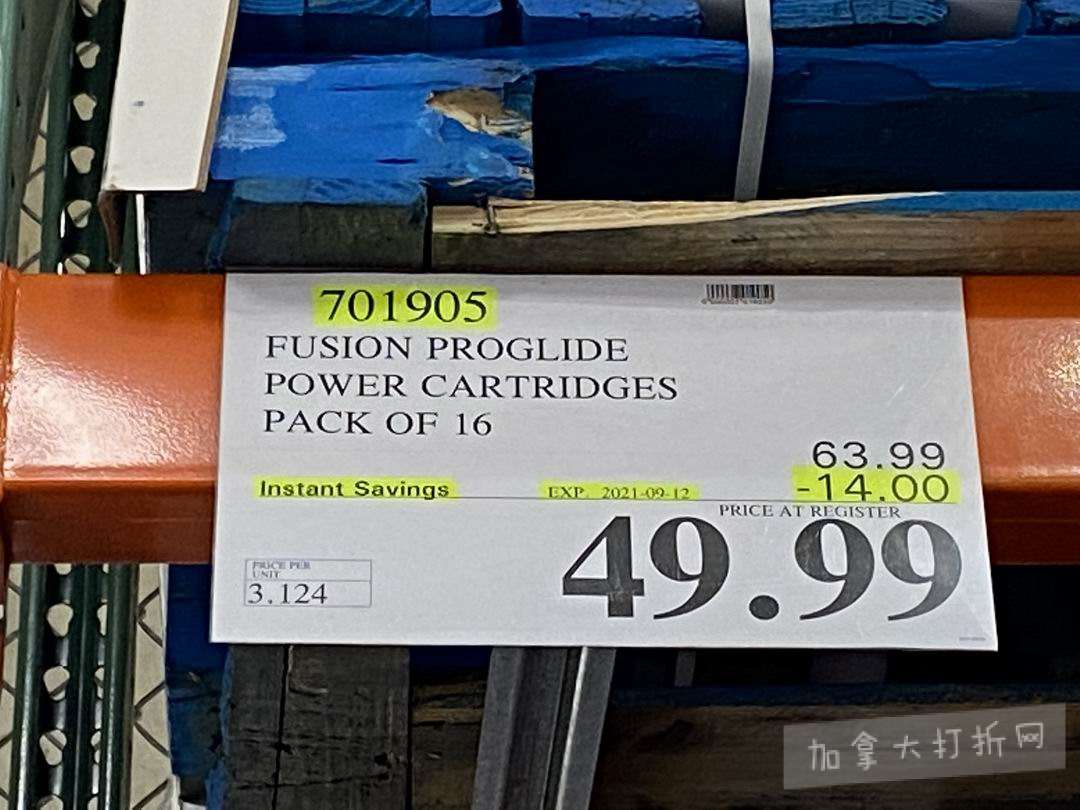 701905
FUSION PROGLIDE
POWER CARTRIDGES
PACK OF 16
63.99
Instant Savings EXP. 2021-09-12 -14.00
PRICE AT REGISTER
49.99
PRICE PER
UNIT
3.124
加拿大打折网